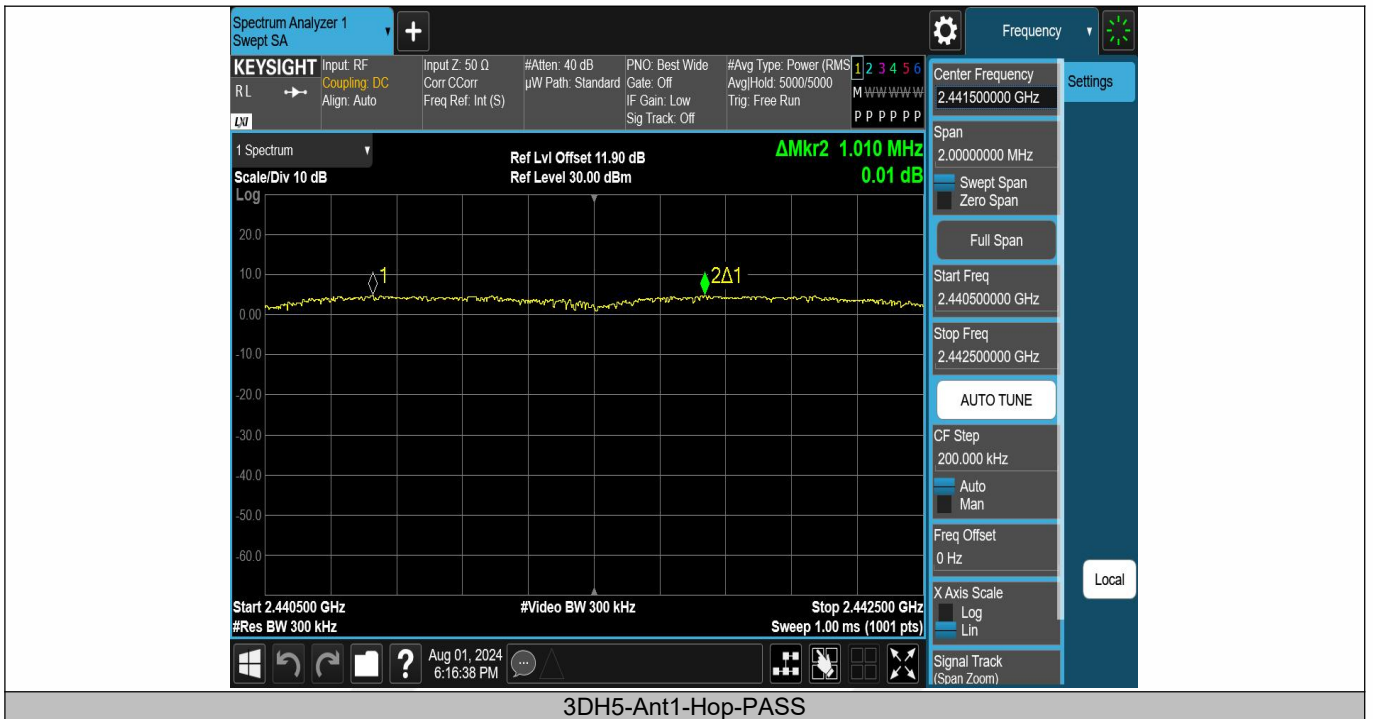 Spectrum Analyzer 1
Swept SA
Frequency
KEYSIGHT
RL
LXI
Input: RF
Coupling: DC
Align: Auto
Input Z: 50 Ω
Corr CCorr
Freq Ref: Int (S)
#Atten: 40 dB
µW Path: Standard
PNO: Best Wide
Gate: Off
IF Gain: Low
Sig Track: Off
#Avg Type: Power (RMS
Avg|Hold: 5000/5000
Trig: Free Run
1 2 3 4 5 6
M W W W W W
P P P P P P
1 Spectrum
Scale/Div 10 dB
Log
Ref Lvl Offset 11.90 dB
Ref Level 30.00 dBm
ΔMkr2 1.010 MHz
0.01 dB
20.0
10.0
0.00
-10.0
-20.0
-30.0
-40.0
-50.0
-60.0
1
2Δ1
Start 2.440500 GHz
#Res BW 300 kHz
#Video BW 300 kHz
Stop 2.442500 GHz
Sweep 1.00 ms (1001 pts)
Center Frequency
2.441500000 GHz
Settings
Span
2.00000000 MHz
Swept Span
Zero Span
Full Span
Start Freq
2.440500000 GHz
Stop Freq
2.442500000 GHz
AUTO TUNE
CF Step
200.000 kHz
Auto
Man
Freq Offset
0 Hz
Local
X Axis Scale
Log
Lin
Signal Track
(Span Zoom)
Aug 01, 2024
6:16:38 PM
3DH5-Ant1-Hop-PASS